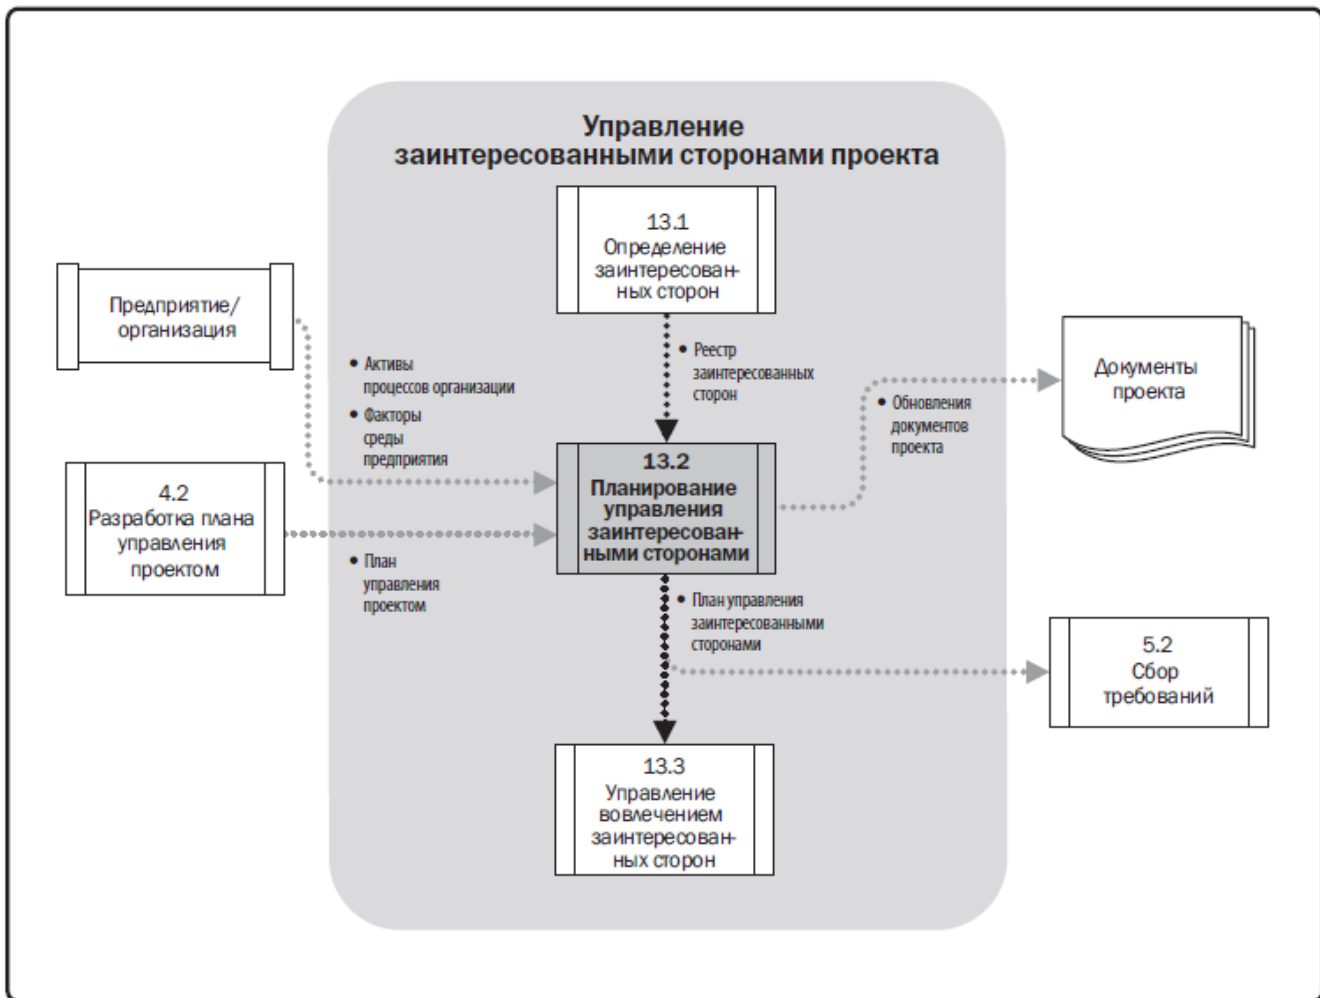 Управление
заинтересованными сторонами проекта
13.1
Определение
заинтересован-
ных сторон
Предприятие/
организация
• Активы
процессов организации
• Факторы
среды
предприятия
• Реестр
заинтересованных
сторон
• Обновления
документов
проекта
Документы
проекта
4.2
Разработка плана
управления
проектом
13.2
Планирование
управления
заинтересован-
ными сторонами
• План
управления
проектом
• План управления
заинтересованными
сторонами
5.2
Сбор
требований
13.3
Управление
вовлечением
заинтересован-
ных сторон